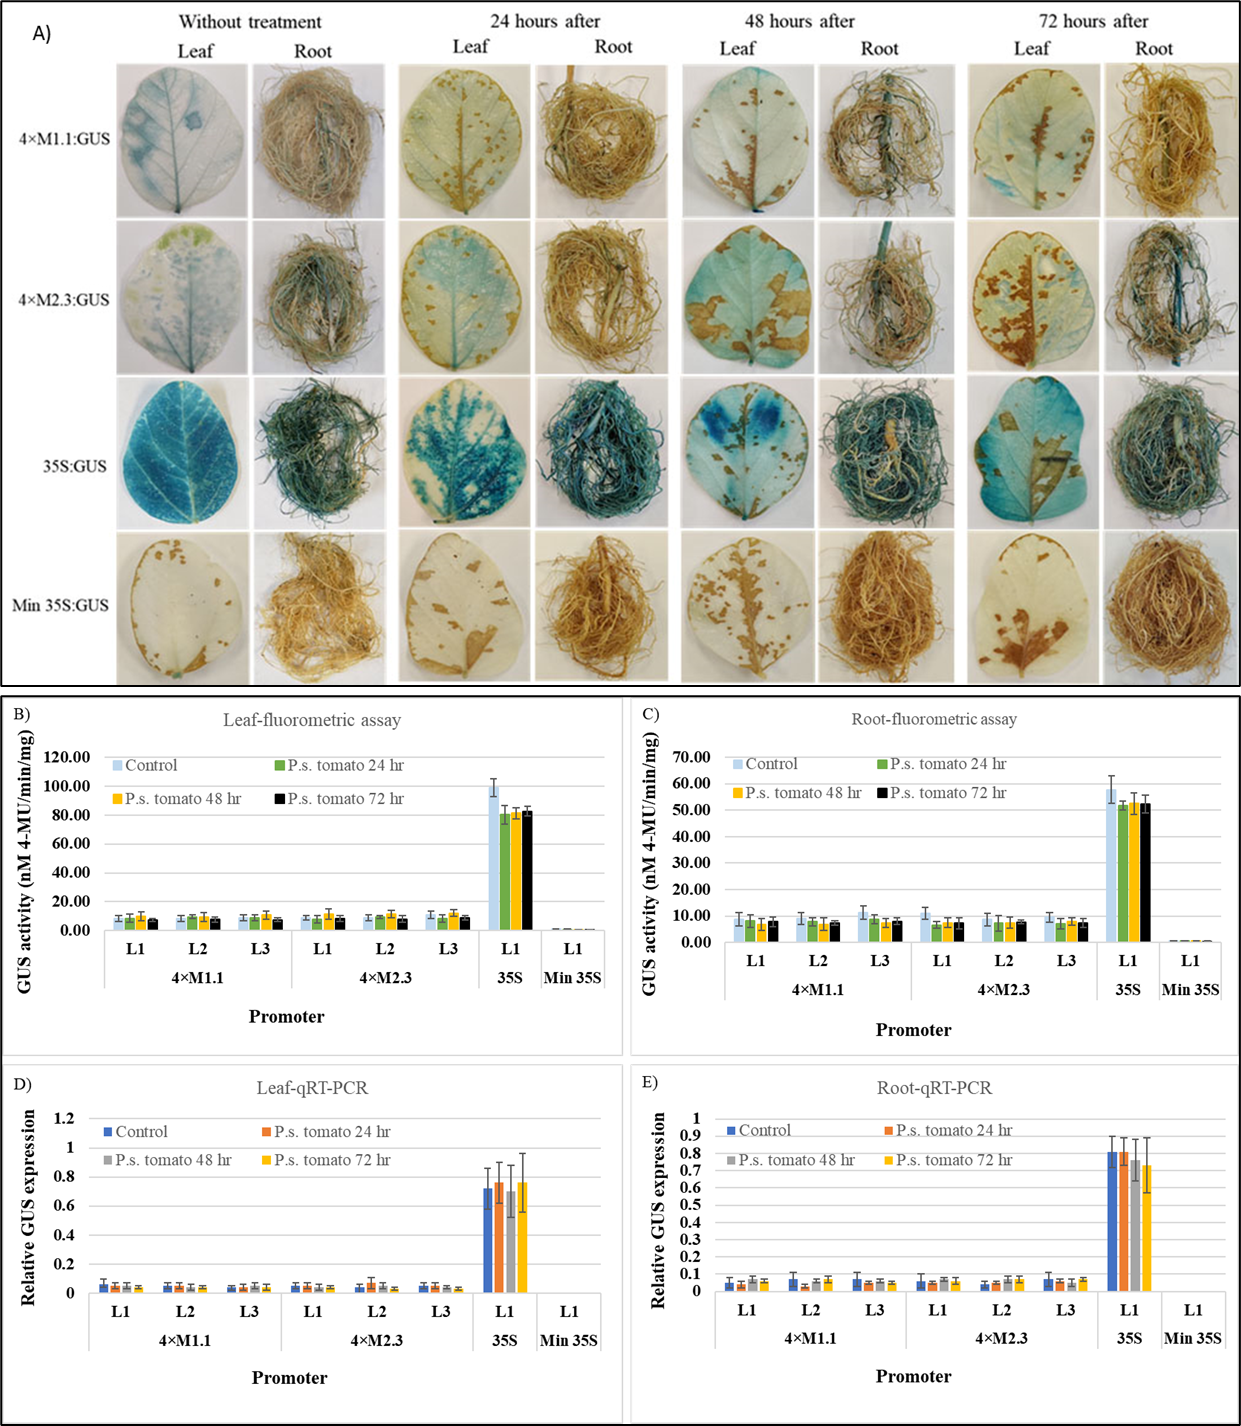 A)
Without treatment 24 hours after 48 hours after 72 hours after
Leaf Root Leaf Root Leaf Root Leaf Root
4×M1.1:GUS
4×M2.3:GUS
35S:GUS
Min 35S:GUS
B)
Leaf-fluorometric assay
GUS activity (nM 4-MU/min/mg)
120.00
100.00
80.00
60.00
40.00
20.00
0.00
Control P.s. tomato 24 hr
P.s. tomato 48 hr P.s. tomato 72 hr
L1 L2 L3 L1 L2 L3 L1 L1
4×M1.1 4×M2.3 35S Min 35S
Promoter
C)
Root-fluorometric assay
GUS activity (nM 4-MU/min/mg)
70.00
60.00
50.00
40.00
30.00
20.00
10.00
0.00
Control P.s. tomato 24 hr
P.s. tomato 48 hr P.s. tomato 72 hr
L1 L2 L3 L1 L2 L3 L1 L1
4×M1.1 4×M2.3 35S Min 35S
Promoter
D)
Leaf-qRT-PCR
Relative GUS expression
1.2
1
0.8
0.6
0.4
0.2
0
Control P.s. tomato 24 hr
P.s. tomato 48 hr P.s. tomato 72 hr
L1 L2 L3 L1 L2 L3 L1 L1
4×M1.1 4×M2.3 35S Min 35S
Promoter
E)
Root-qRT-PCR
Relative GUS expression
1
0.9
0.8
0.7
0.6
0.5
0.4
0.3
0.2
0.1
0
Control P.s. tomato 24 hr
P.s. tomato 48 hr P.s. tomato 72 hr
L1 L2 L3 L1 L2 L3 L1 L1
4×M1.1 4×M2.3 35S Min 35S
Promoter